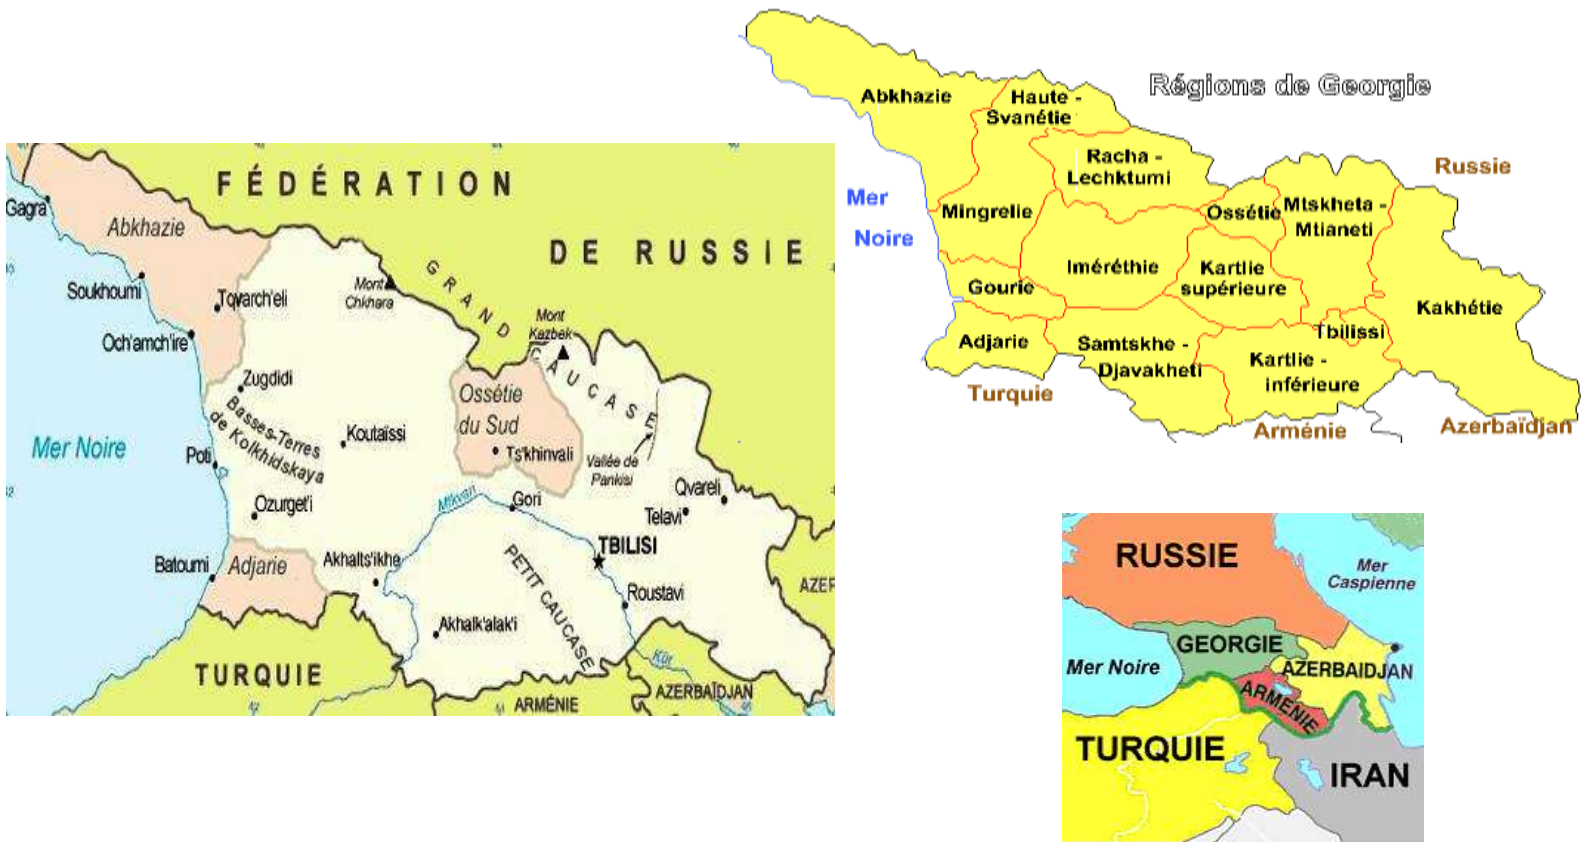 FÉDÉRATION
DE RUSSIE
Gagra
Abkhazie
Soukhoumi
Tqvarch'eli
Och'amch'ire
Mont
Chkhara
GRAND
CAUCASE
Mont
Kazbek
Zugdidi
Basses-Terres
de Kolkhidskaya
Mer Noire
Koutaïssi
Poti
Ossétie
du Sud
Ts'khinvali
Vallée de
Pankisi
Ozurget'i
Mtkvari
Gori
Qvareli
Telavi
Batoumi
Adjarie
Akhalts'ikhe
TBILISI
PETIT CAUCASE
Roustavi
Akhalk'alak'i
AZER
TURQUIE
ARMÉNIE
Kür
AZERBAÏDJAN
Régions de Georgie
Abkhazie
Haute -
Svanétie
Racha -
Lechktumi
Russie
Mer
Noire
Mingrelie
Ossétie
Mtskheta -
Mtianeti
Iméréthie
Kartlie
supérieure
Gourie
Kakhétie
Adjarie
Samtskhe -
Djavakheti
Tbilissi
Kartlie -
inférieure
Turquie
Arménie
Azerbaïdjan
RUSSIE
Mer
Caspienne
GEORGIE
Mer Noire
AZERBAIDJAN
ARMENIE
TURQUIE
IRAN